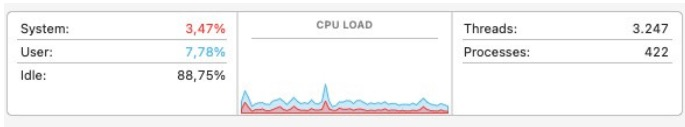 System: 3,47%
User: 7,78%
Idle: 88,75%
CPU LOAD
Threads: 3.247
Processes: 422